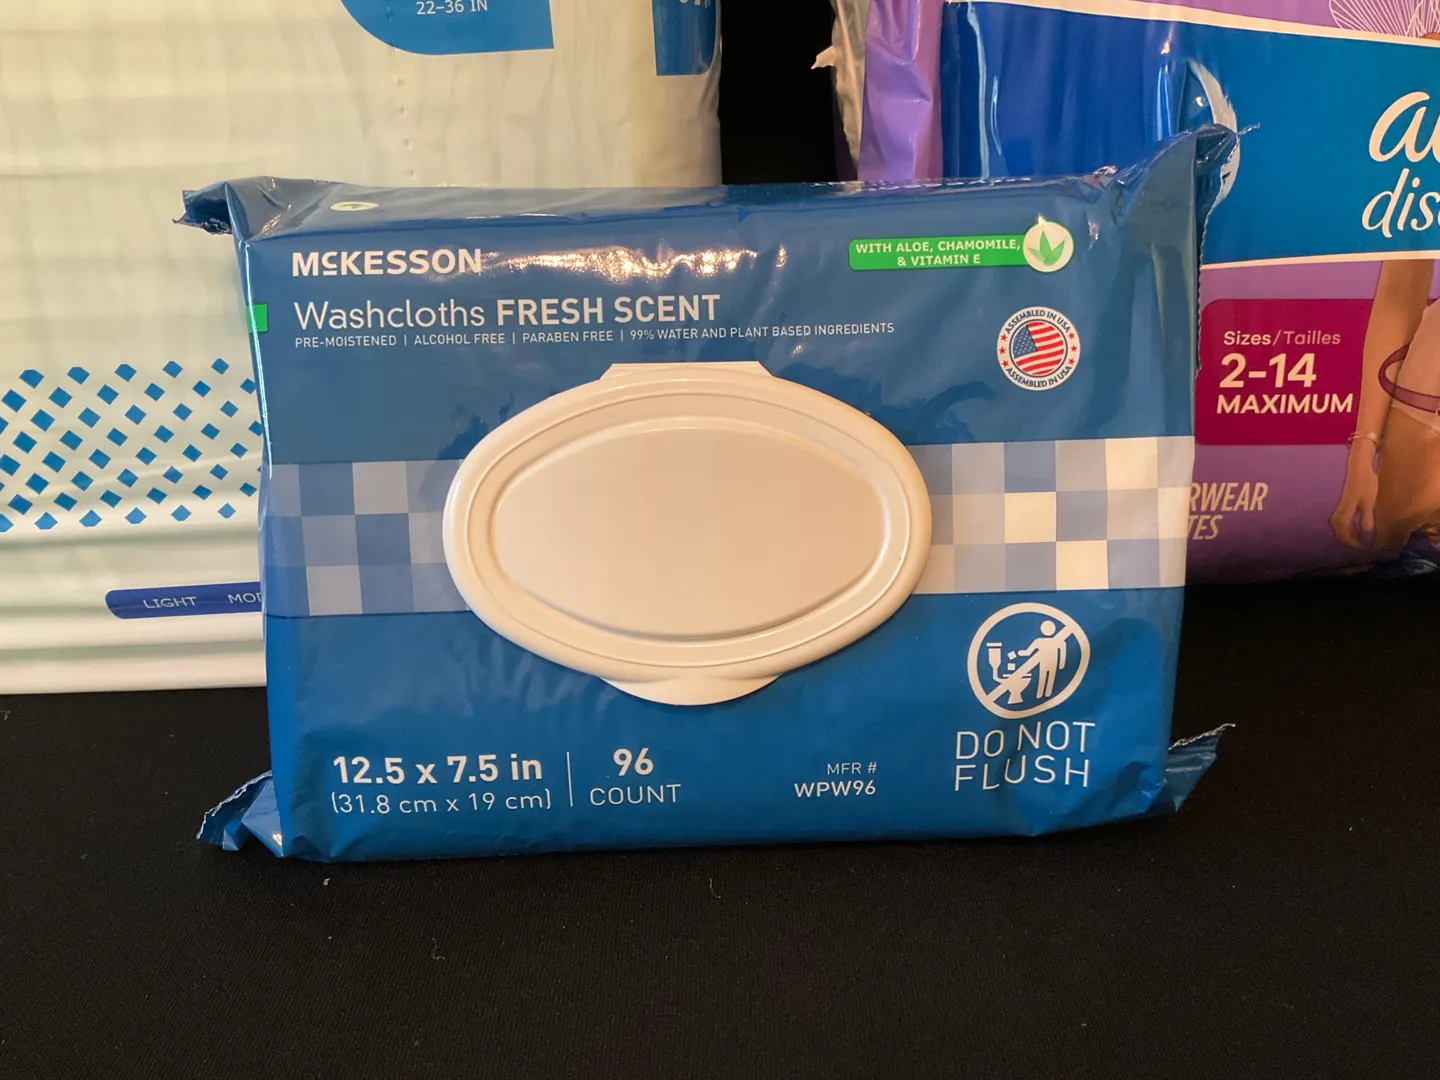 22–36 IN
McKESSON
WITH ALOE, CHAMOMILE,
& VITAMIN E
Washcloths FRESH SCENT
PRE-MOISTENED | ALCOHOL FREE | PARABEN FREE | 99% WATER AND PLANT BASED INGREDIENTS
ASSEMBLED IN USA
ASSEMBLED IN USA
Sizes/Tailles
2-14
MAXIMUM
LIGHT
DO NOT
FLUSH
12.5 x 7.5 in
(31.8 cm x 19 cm)
96
COUNT
MFR #
WPW96